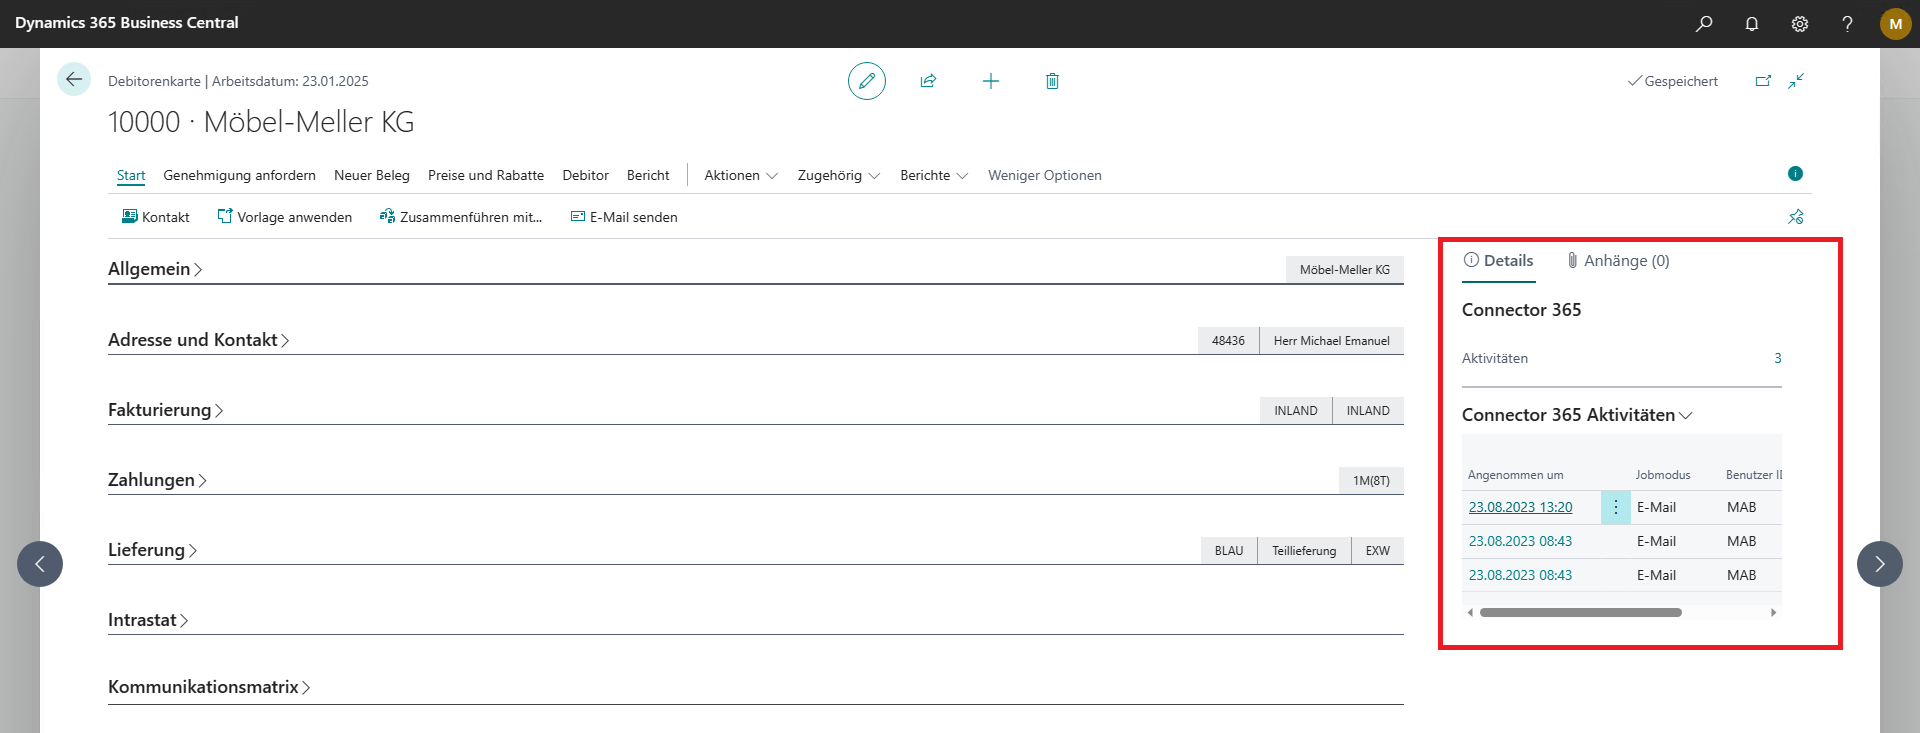 Dynamics 365 Business Central
M
Debitorenkarte | Arbeitsdatum: 23.01.2025
Gespeichert
10000 · Möbel-Meller KG
Start Genehmigung anfordern Neuer Beleg Preise und Rabatte Debitor Bericht Aktionen Zugehörig Berichte Weniger Optionen
Kontakt Vorlage anwenden Zusammenführen mit... E-Mail senden
Allgemein Möbel-Meller KG
Adresse und Kontakt 48436 Herr Michael Emanuel
Fakturierung INLAND INLAND
Zahlungen 1M(8T)
Lieferung BLAU Teillieferung EXW
Intrastat
Kommunikationsmatrix
Details Anhänge (0)
Connector 365
Aktivitäten 3
Connector 365 Aktivitäten
Angenommen um Jobmodus Benutzer ID
23.08.2023 13:20 E-Mail MAB
23.08.2023 08:43 E-Mail MAB
23.08.2023 08:43 E-Mail MAB